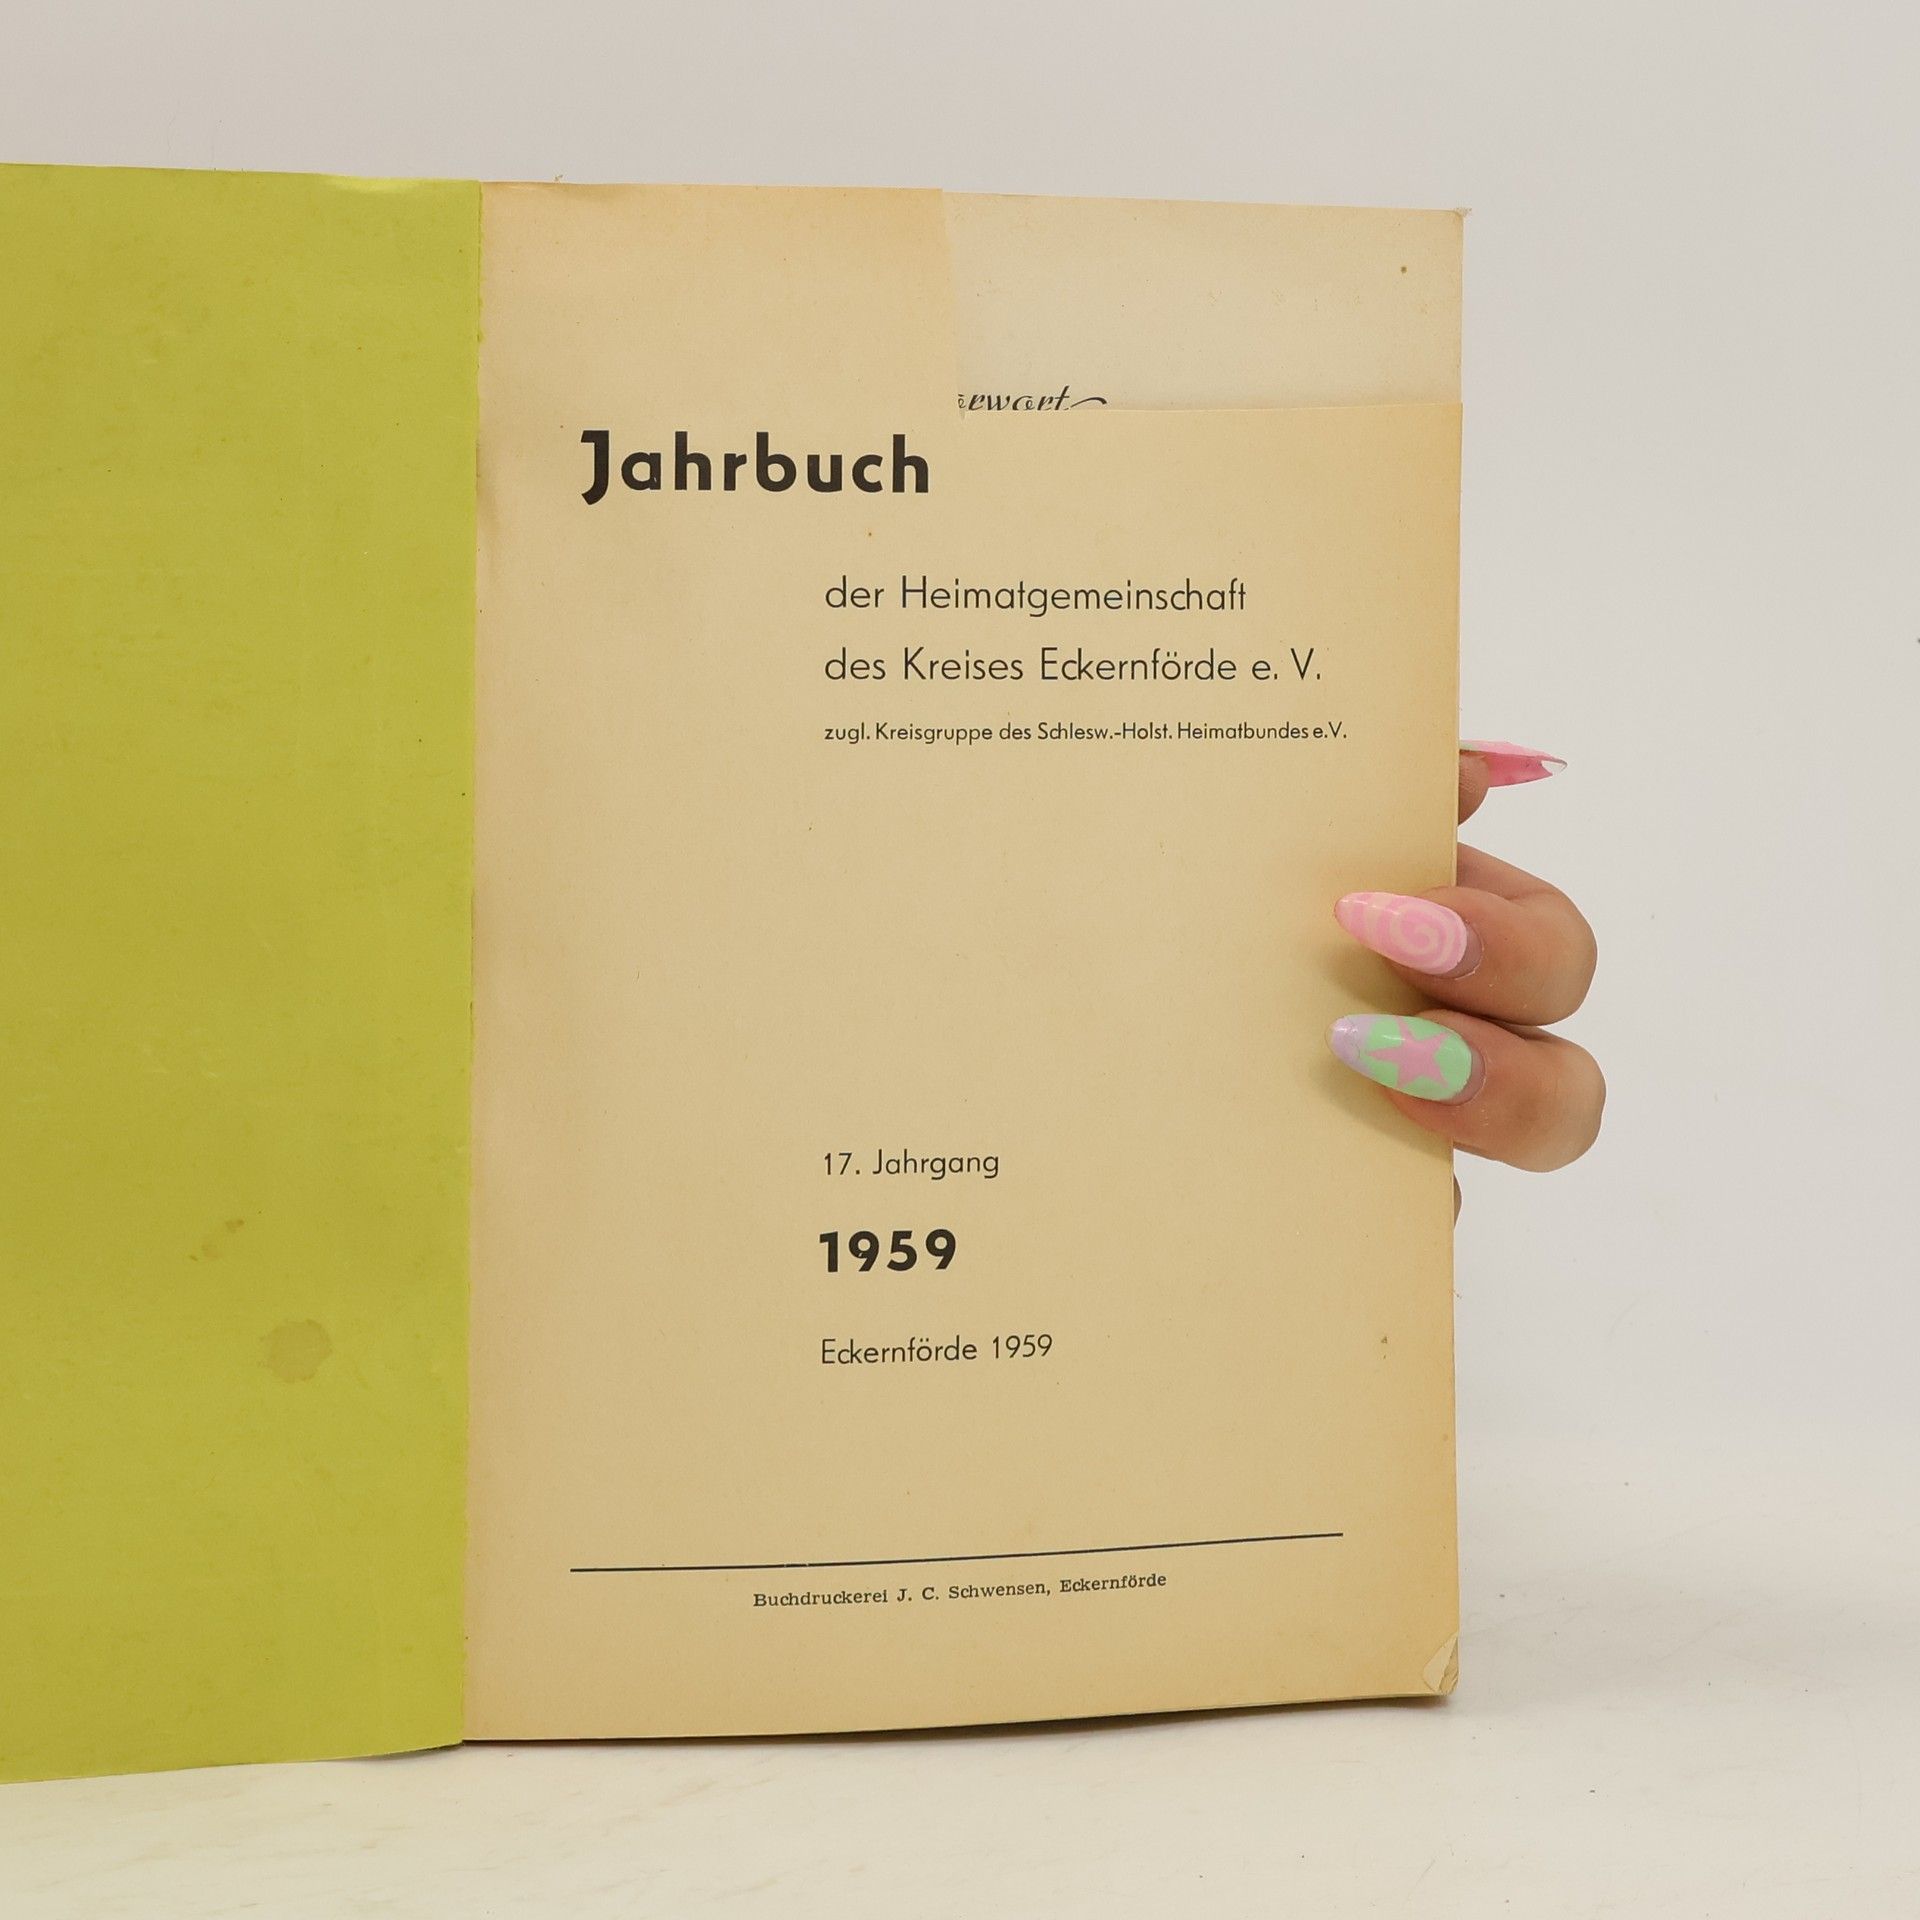 Jahrbuch
der Heimatgemeinschaft
des Kreises Eckernförde e. V.
zugl. Kreisgruppe des Schlesw.-Holst. Heimatbundes e. V.
17. Jahrgang
1959
Eckernförde 1959
Buchdruckerei J. C. Schwensen, Eckernförde